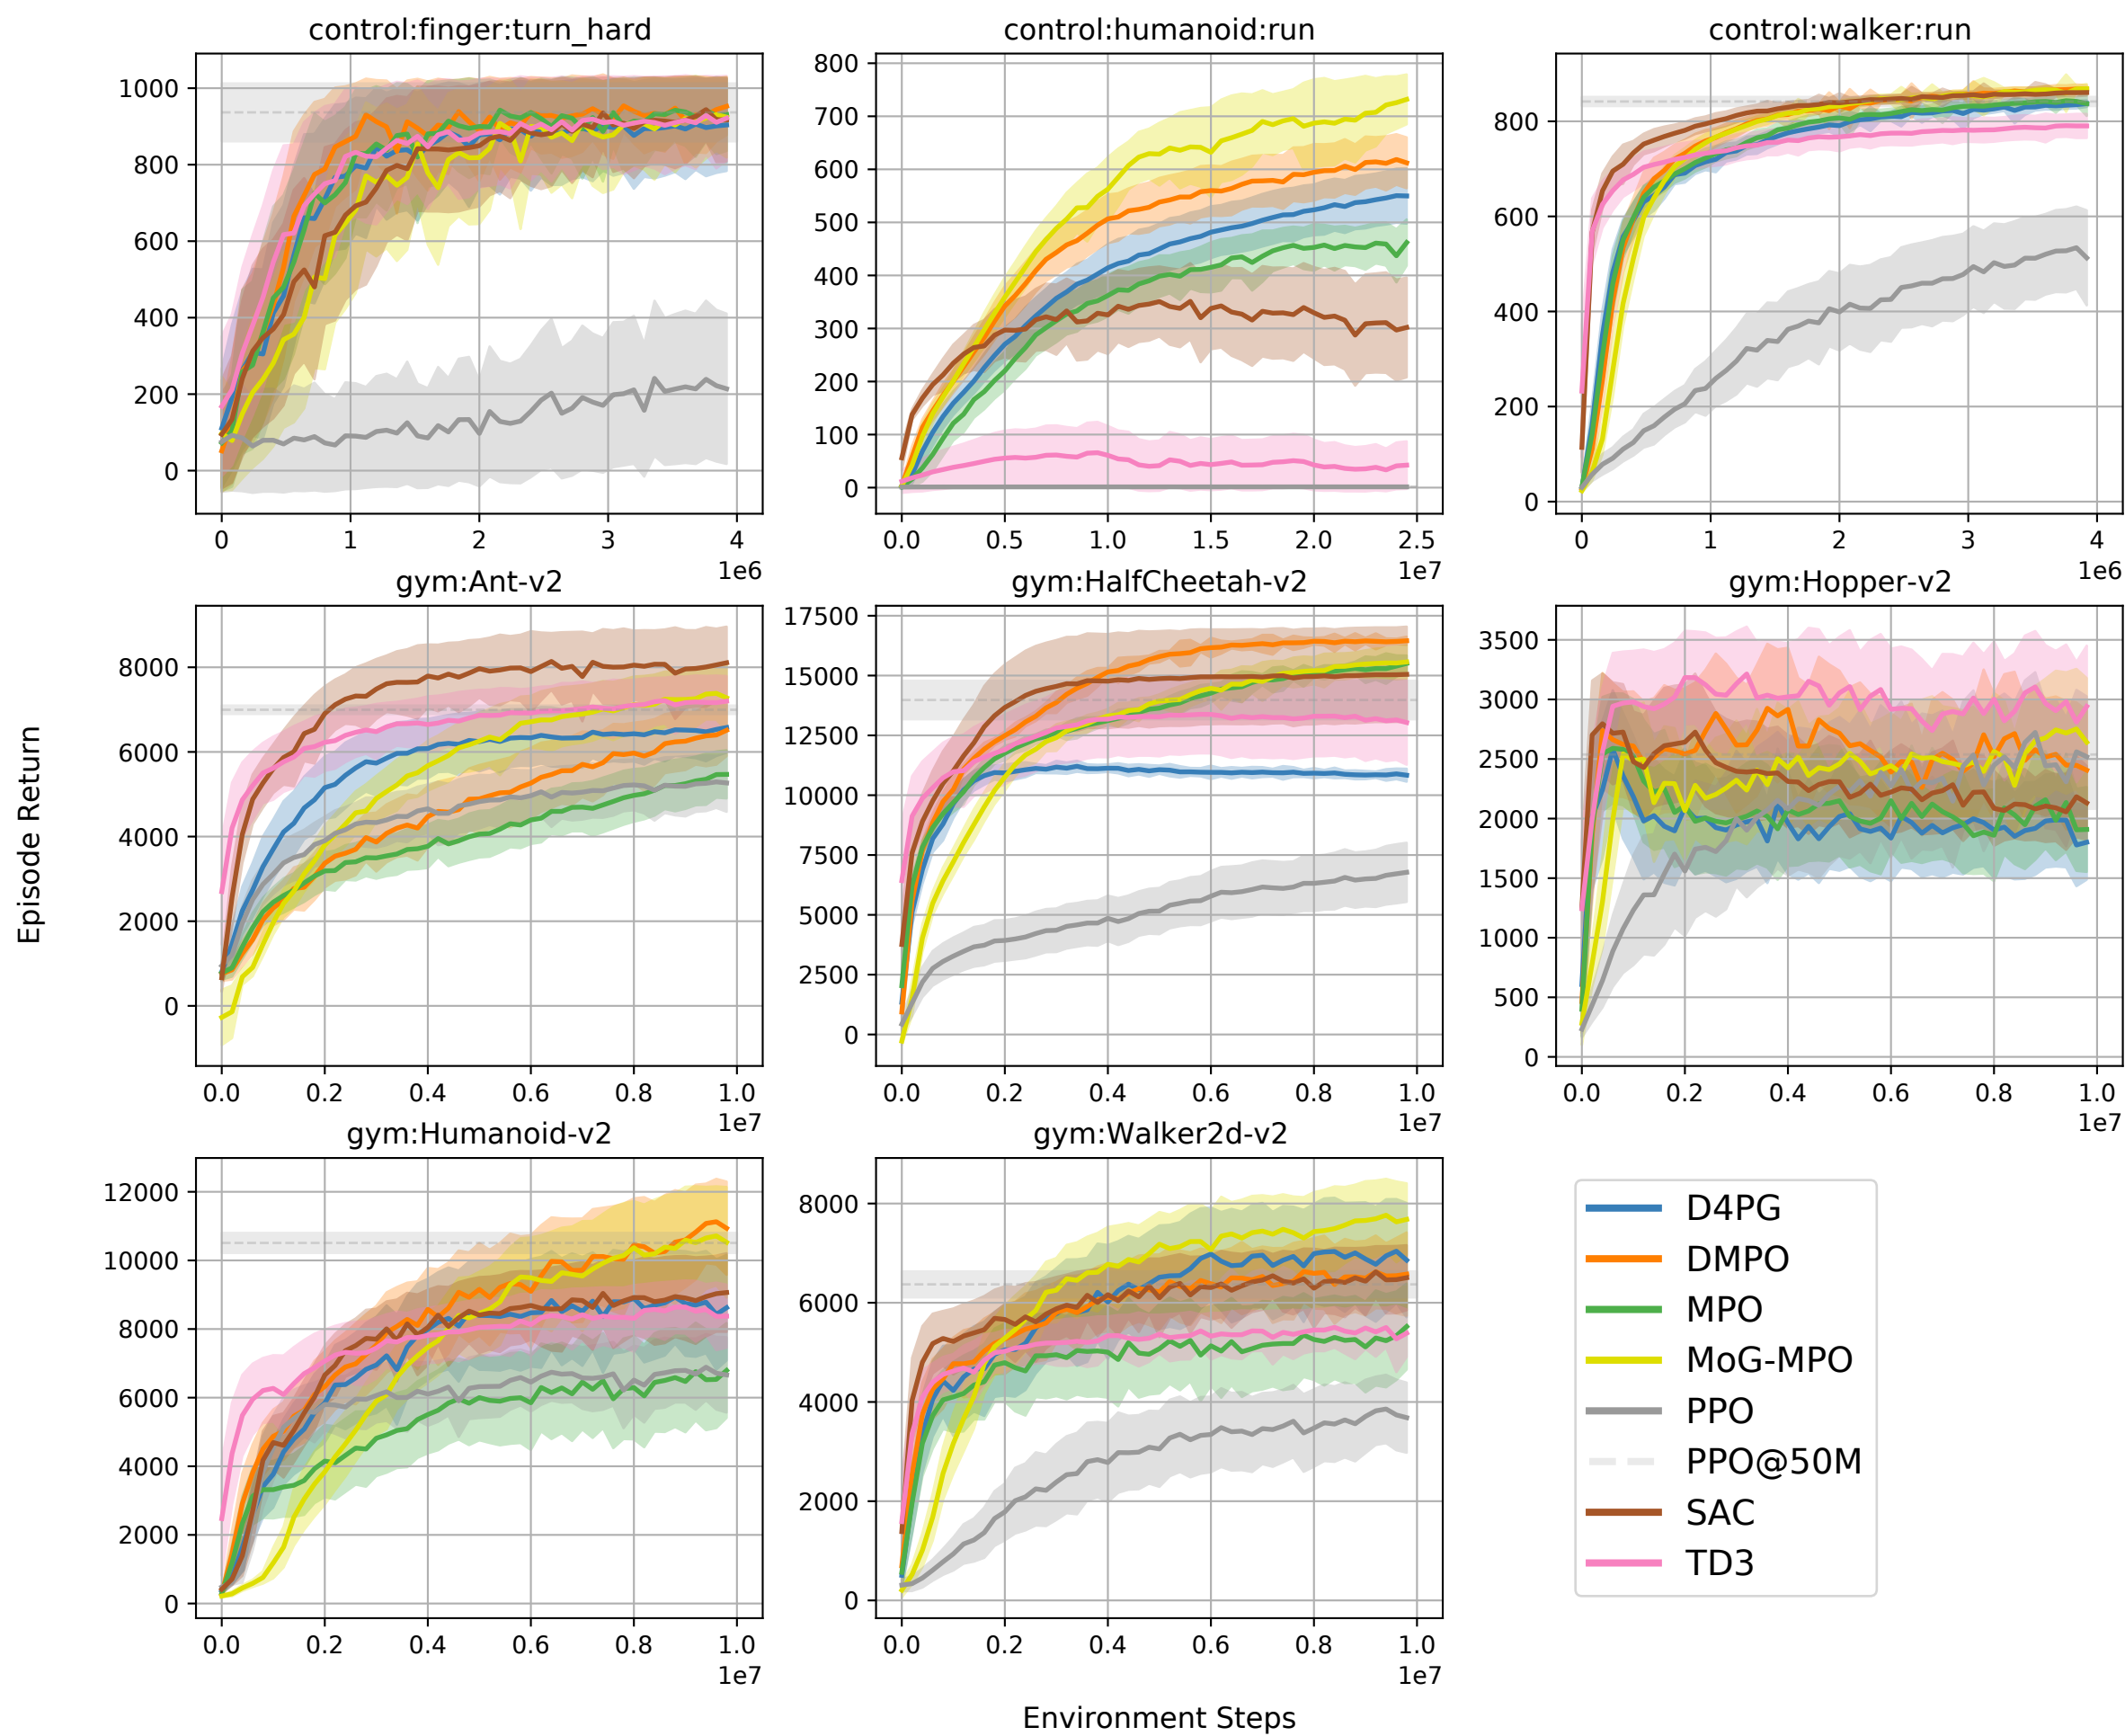 control:finger:turn_hard
1000
800
600
400
200
0
0 1 2 3 4
1e6
control:humanoid:run
800
700
600
500
400
300
200
100
0
0.0 0.5 1.0 1.5 2.0 2.5
1e7
control:walker:run
800
600
400
200
0
0 1 2 3 4
1e6
Episode Return
gym:Ant-v2
8000
6000
4000
2000
0
0.0 0.2 0.4 0.6 0.8 1.0
1e7
gym:HalfCheetah-v2
17500
15000
12500
10000
7500
5000
2500
0
0.0 0.2 0.4 0.6 0.8 1.0
1e7
gym:Hopper-v2
3500
3000
2500
2000
1500
1000
500
0
0.0 0.2 0.4 0.6 0.8 1.0
1e7
gym:Humanoid-v2
12000
10000
8000
6000
4000
2000
0
0.0 0.2 0.4 0.6 0.8 1.0
1e7
gym:Walker2d-v2
8000
6000
4000
2000
0
0.0 0.2 0.4 0.6 0.8 1.0
1e7
D4PG
DMPO
MPO
MoG-MPO
PPO
PPO@50M
SAC
TD3
Environment Steps